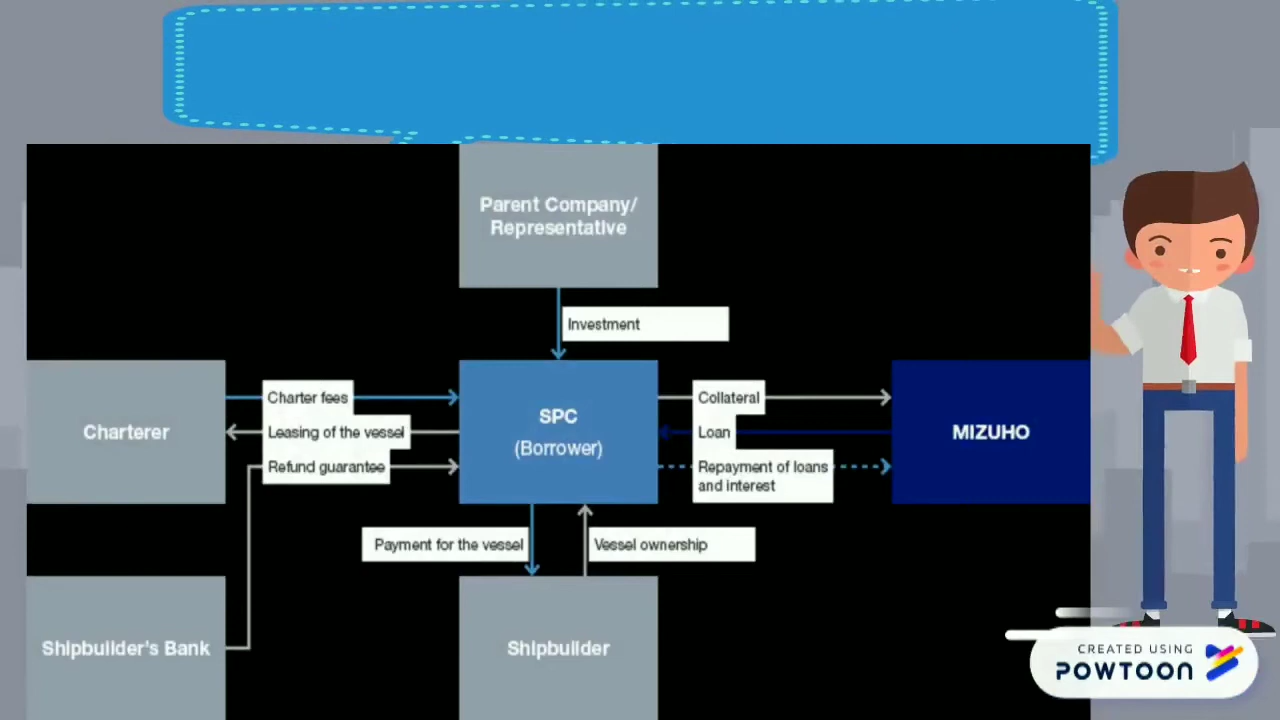 Parent Company/
Representative
Investment
Charterer
Charter fees
Leasing of the vessel
Refund guarantee
SPC
(Borrower)
Collateral
Loan
Repayment of loans
and interest
MIZUHO
Payment for the vessel
Vessel ownership
Shipbuilder's Bank
Shipbuilder
CREATED USING
POWTOON